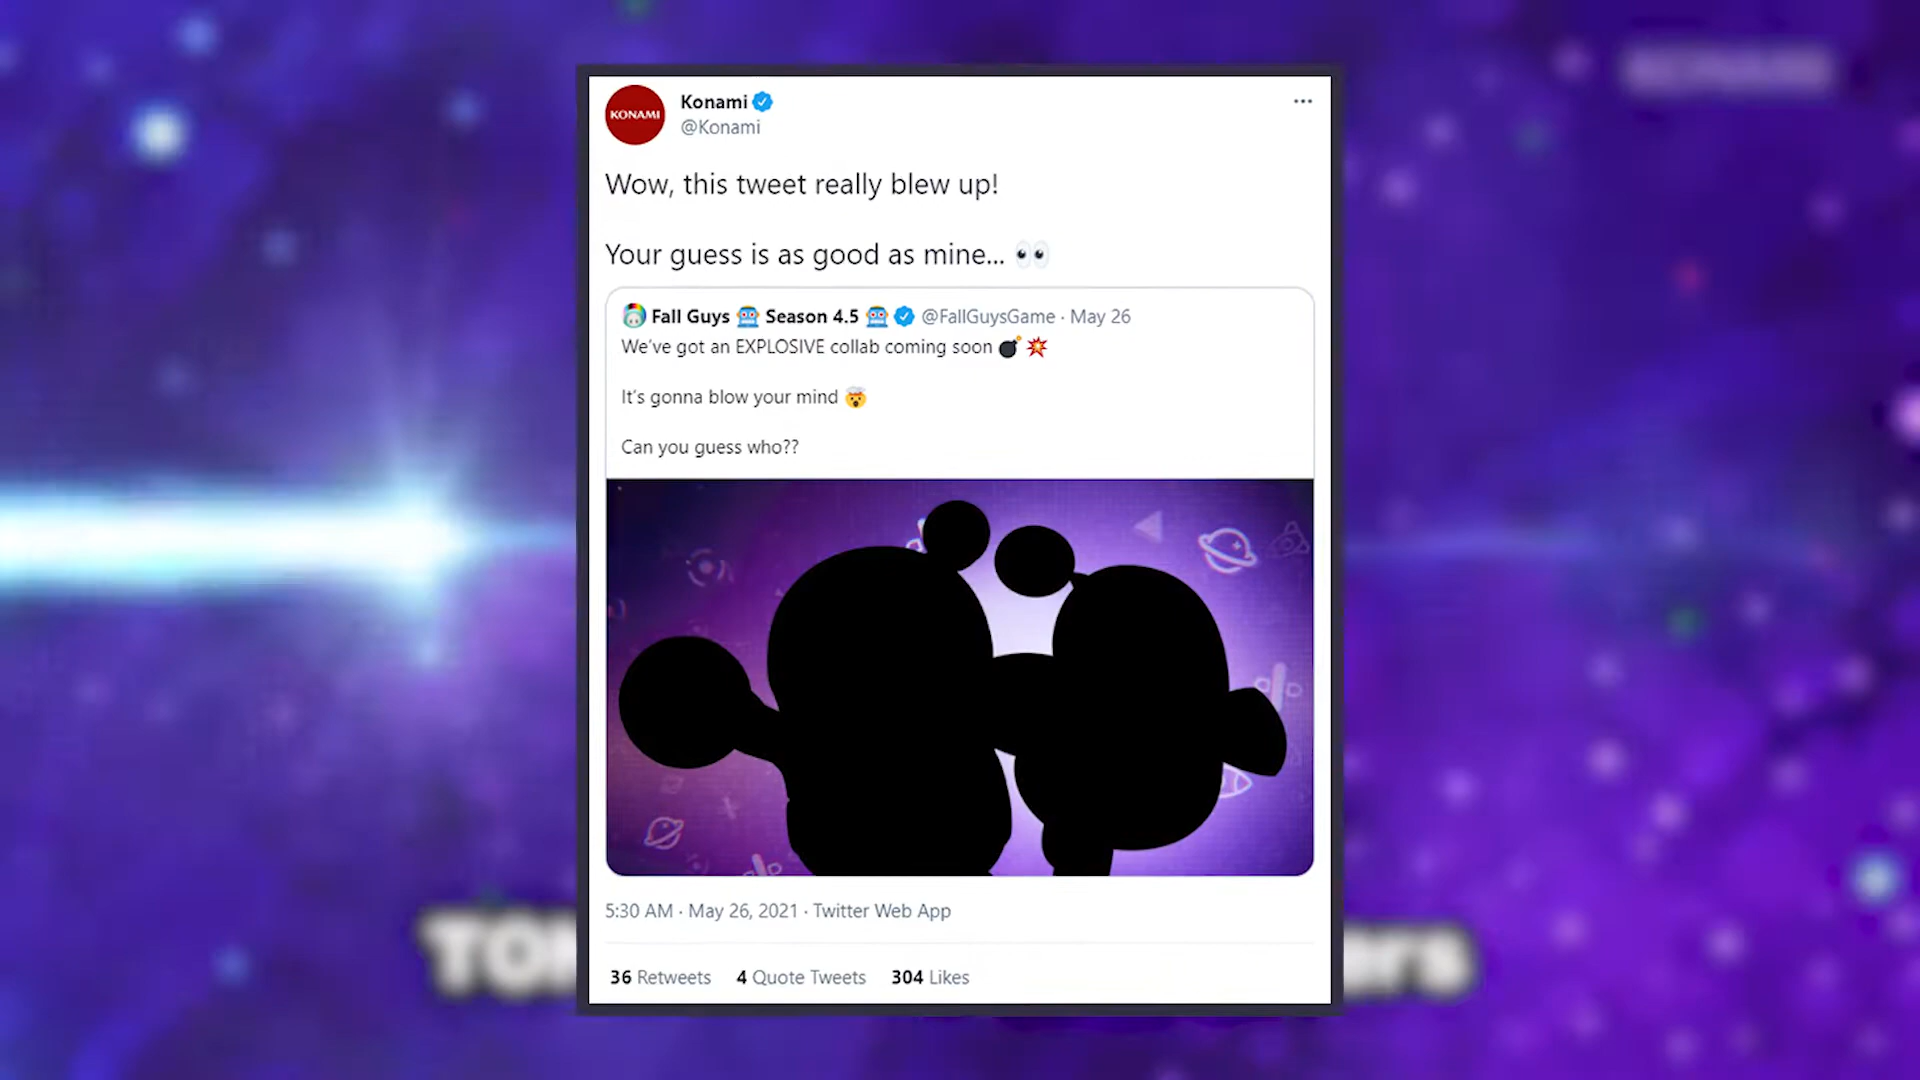 KONAMI
KONAMI
Konami
@Konami
Wow, this tweet really blew up!
Your guess is as good as mine... 👀
Fall Guys 🤖 Season 4.5 🤖 @FallGuysGame · May 26
We've got an EXPLOSIVE collab coming soon 💣 💥
It's gonna blow your mind 🤯
Can you guess who??
5:30 AM · May 26, 2021 · Twitter Web App
36 Retweets 4 Quote Tweets 304 Likes